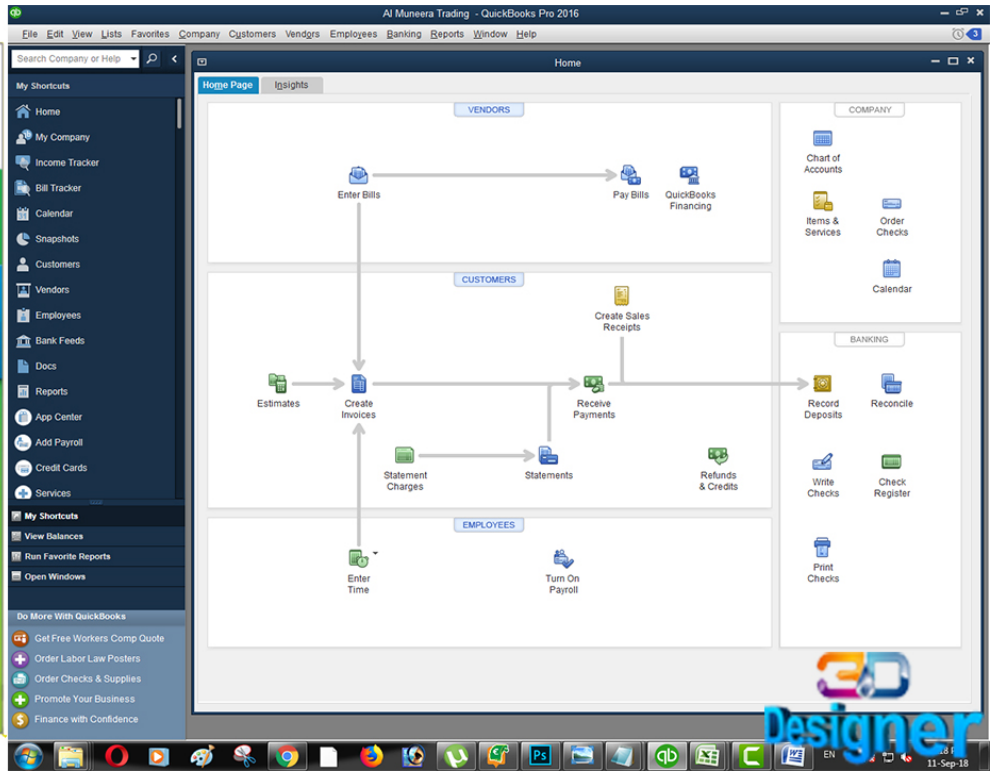 Al Muneera Trading - QuickBooks Pro 2016
File Edit View Lists Favorites Company Customers Vendors Employees Banking Reports Window Help
3
Search Company or Help
My Shortcuts
Home
My Company
Income Tracker
Bill Tracker
Calendar
Snapshots
Customers
Vendors
Employees
Bank Feeds
Docs
Reports
App Center
Add Payroll
Credit Cards
Services
My Shortcuts
View Balances
Run Favorite Reports
Open Windows
Do More With QuickBooks
Get Free Workers Comp Quote
Order Labor Law Posters
Order Checks & Supplies
Promote Your Business
Finance with Confidence
Home
Home Page Insights
VENDORS
Enter Bills
Pay Bills
QuickBooks
Financing
CUSTOMERS
Create Sales
Receipts
Estimates
Create
Invoices
Receive
Payments
Statement
Charges
Statements
Refunds
& Credits
EMPLOYEES
Enter
Time
Turn On
Payroll
COMPANY
Chart of
Accounts
Items &
Services
Order
Checks
Calendar
BANKING
Record
Deposits
Reconcile
Write
Checks
Check
Register
Print
Checks
3D
Designer
Ps
qb
EN
11-Sep-18